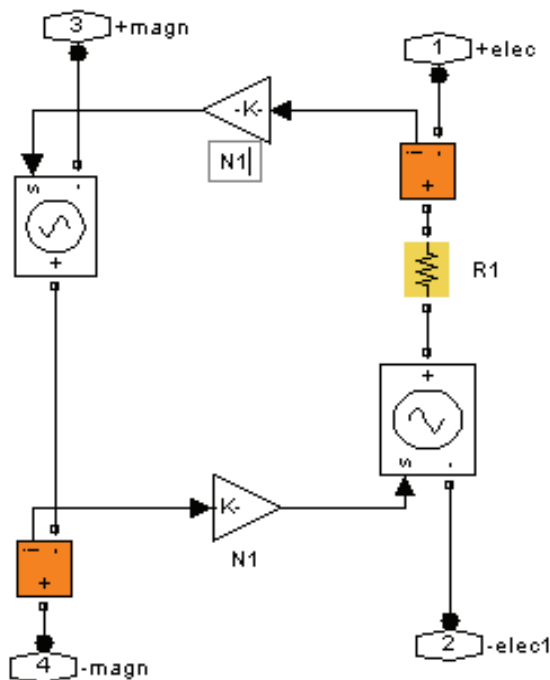 3 +magn
1 +elec
-K-
N1
s -
+
i -
+
R1
+
s -
K-
N1
i -
+
2 -elec1
4 -magn